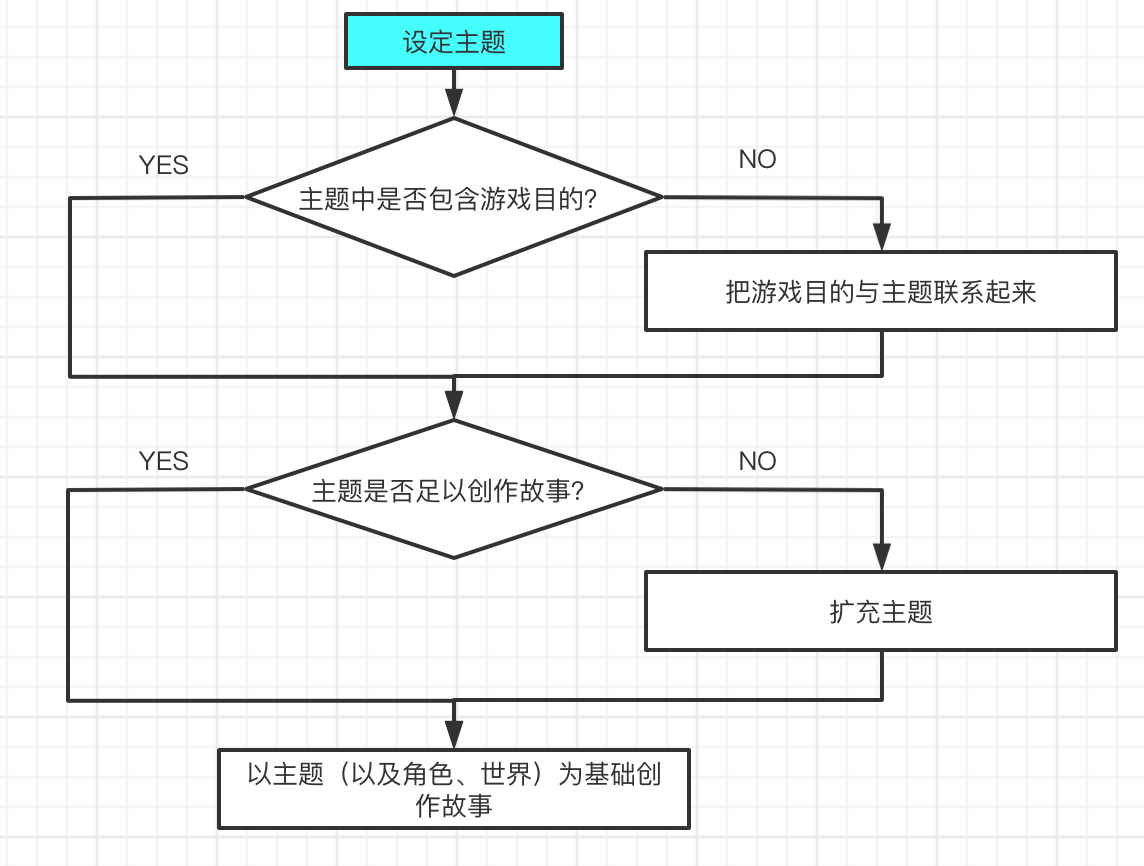 设定主题
YES
NO
主题中是否包含游戏目的?
把游戏目的与主题联系起来
YES
NO
主题是否足以创作故事?
扩充主题
以主题（以及角色、世界）为基础创
作故事